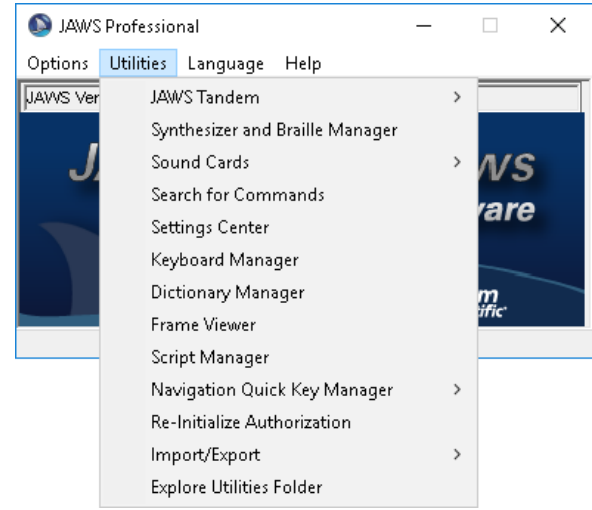 JAWS Professional
Options Utilities Language Help
JAWS Ver
JAWS Tandem
Synthesizer and Braille Manager
Sound Cards
Search for Commands
Settings Center
Keyboard Manager
Dictionary Manager
Frame Viewer
Script Manager
Navigation Quick Key Manager
Re-Initialize Authorization
Import/Export
Explore Utilities Folder